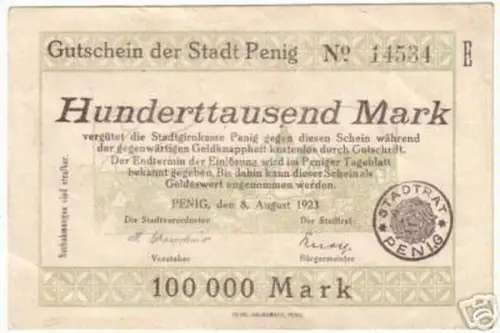 Gutschein der Stadt Penig No 14534 E
Hunderttausend Mark
vergütet die Stadtgirokasse Penig gegen diesen Schein während
der gegenwärtigen Geldknappheit kostenlos durch Gutschrift.
Der Endtermin der Einlösung wird im Peniger Tageblatt
bekannt gegeben. Bis dahin kann dieser Schein als
Geldeswert angenommen werden.
PENIG, den 8. August 1923
Die Stadtverordneten Der Stadtrat
Vorsteher Bürgermeister
100 000 Mark
Nachahmungen sind strafbar.
STADTRAT
PENIG